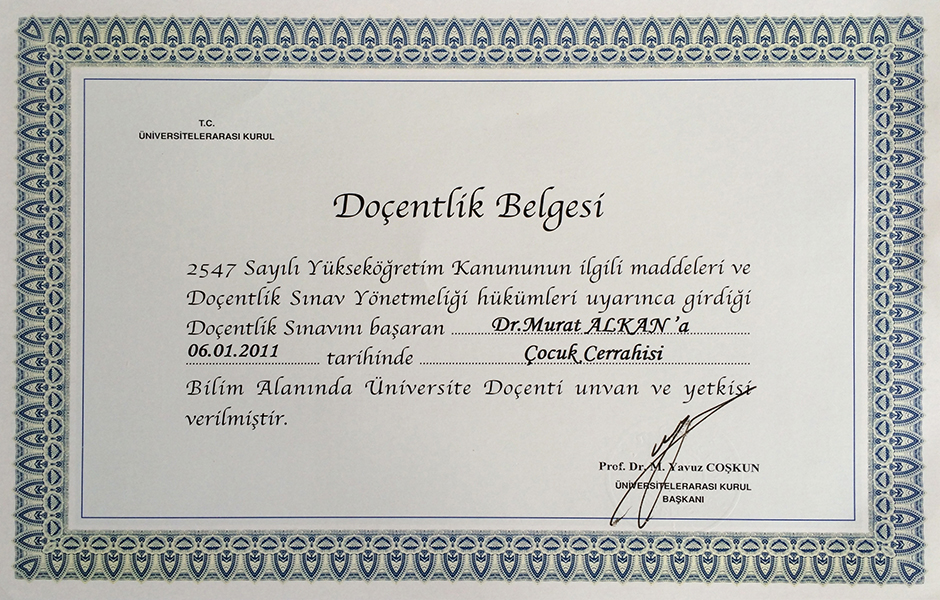 T.C.
ÜNİVERSİTELERARASI KURUL
Doçentlik Belgesi
2547 Sayılı Yükseköğretim Kanununun ilgili maddeleri ve
Doçentlik Sınav Yönetmeliği hükümleri uyarınca girdiği
Doçentlik Sınavını başaran Dr.Murat ALKAN 'a
06.01.2011 tarihinde Çocuk Cerrahisi
Bilim Alanında Üniversite Doçenti unvan ve yetkisi
verilmiştir.
Prof. Dr. M. Yavuz COŞKUN
ÜNİVERSİTELERARASI KURUL
BAŞKANI